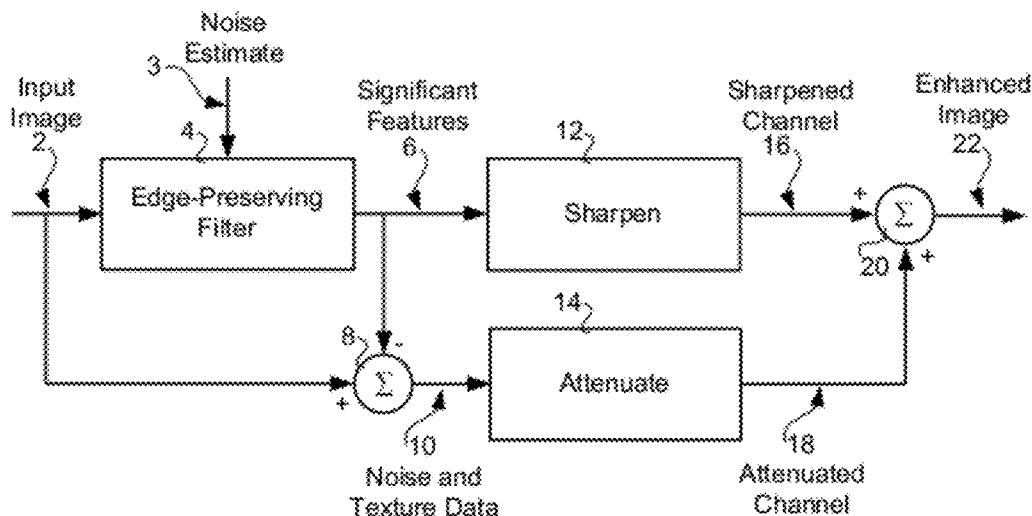 Noise
Estimate
3
Input
Image
2
4
Significant
Features
6
12
Sharpened
Channel
16
Enhanced
Image
22
Edge-Preserving
Filter
Sharpen
+
Σ
20
+
8
-
Σ
+
14
Attenuate
10
Noise and
Texture Data
18
Attenuated
Channel